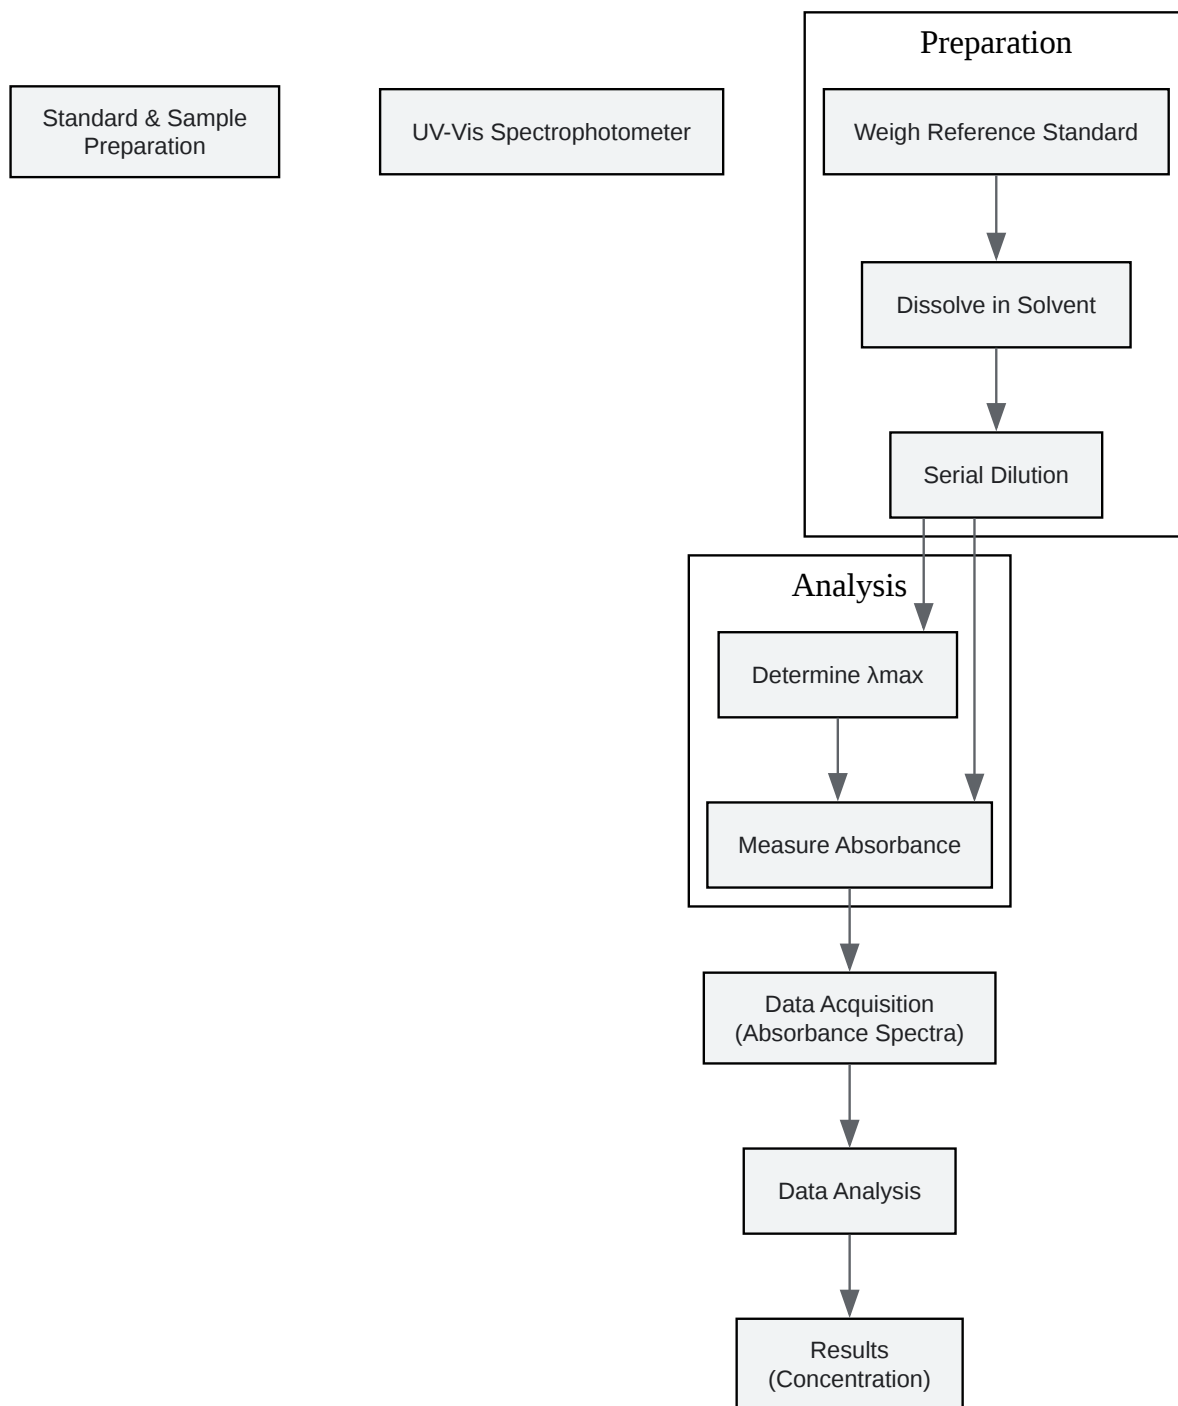 Preparation
Standard & Sample
Preparation
UV-Vis Spectrophotometer
Weigh Reference Standard
Dissolve in Solvent
Serial Dilution
Analysis
Determine λmax
Measure Absorbance
Data Acquisition
(Absorbance Spectra)
Data Analysis
Results
(Concentration)